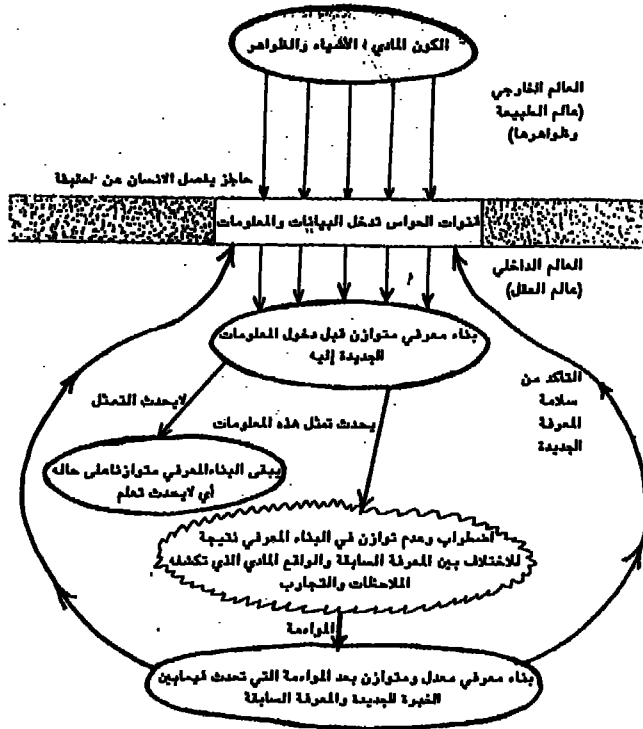 الكون المادي ؛ الأشياء والظواهر
العالم الخارجي
(عالم الطبيعة
وظواهرها)
حاجز يفصل الانسان عن الحقيقة
قنوات الحواس تدخل البيانات والمعلومات
العالم الداخلي
(عالم العقل)
بناء معرفي متوازن قبل دخول المعلومات
الجديدة إليه
لايحدث التمثل
يحدث تمثل هذه المعلومات
التأكد من
سلامة
المعرفة
الجديدة
يبقى البناء المعرفي متوازنا على حاله
أي لايحدث تعلم
اضطراب وعدم توازن في البناء المعرفي نتيجة
للاختلاف بين المعرفة السابقة والواقع المادي الذي تكشفه
الملاحظات والتجارب
المواءمة
بناء معرفي معدل ومتوازن بعد المواءمة التي تحدث فيمابين
الخبرة الجديدة والمعرفة السابقة